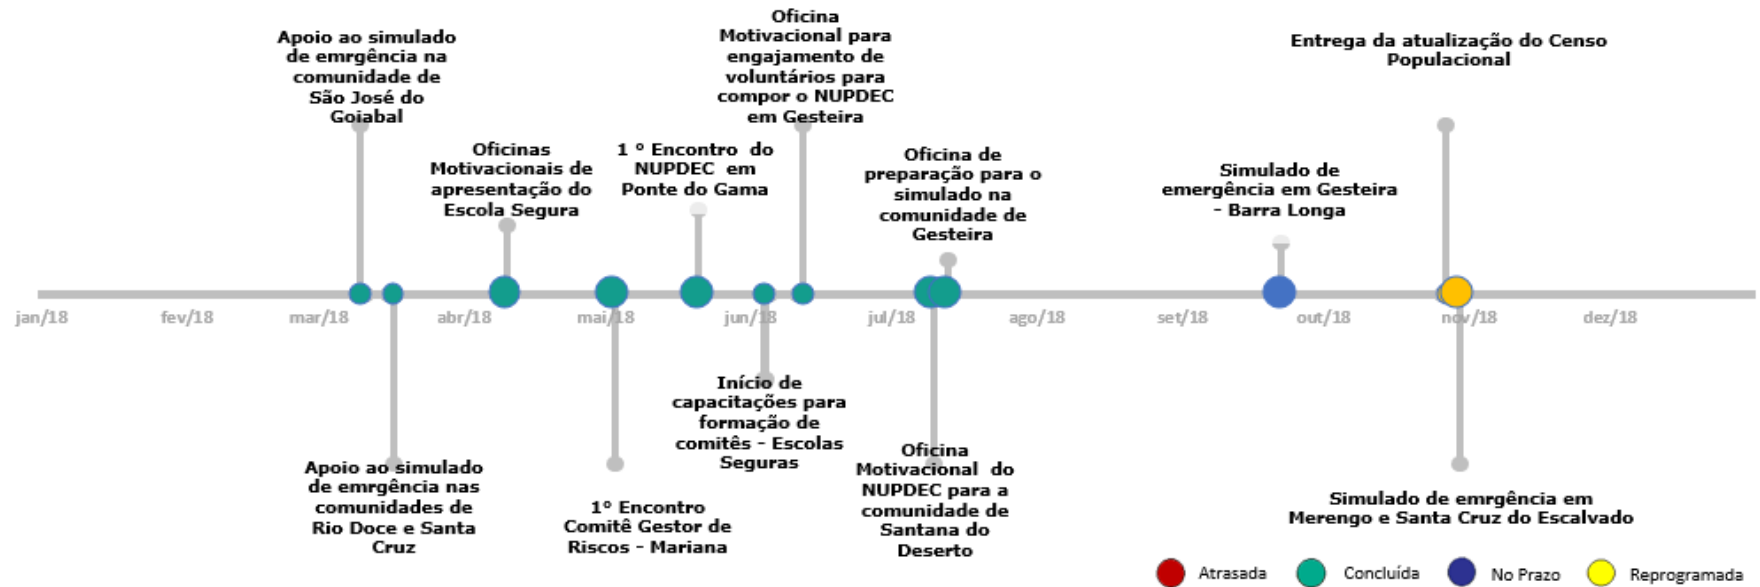 Apoio ao simulado
de emrgência na
comunidade de
São José do
Goiabal
Oficinas
Motivacionais de
apresentação do
Escola Segura
1 º Encontro do
NUPDEC em
Ponte do Gama
Oficina
Motivacional para
engajamento de
voluntários para
compor o NUPDEC
em Gesteira
Oficina de
preparação para o
simulado na
comunidade de
Gesteira
Simulado de
emergência em Gesteira
- Barra Longa
Entrega da atualização do Censo
Populacional
jan/18 fev/18 mar/18 abr/18 mai/18 jun/18 jul/18 ago/18 set/18 out/18 nov/18 dez/18
Apoio ao simulado
de emrgência nas
comunidades de
Rio Doce e Santa
Cruz
1° Encontro
Comitê Gestor de
Riscos - Mariana
Início de
capacitações para
formação de
comitês - Escolas
Seguras
Oficina
Motivacional do
NUPDEC para a
comunidade de
Santana do
Deserto
Simulado de emrgência em
Merengo e Santa Cruz do Escalvado
Atrasada Concluída No Prazo Reprogramada